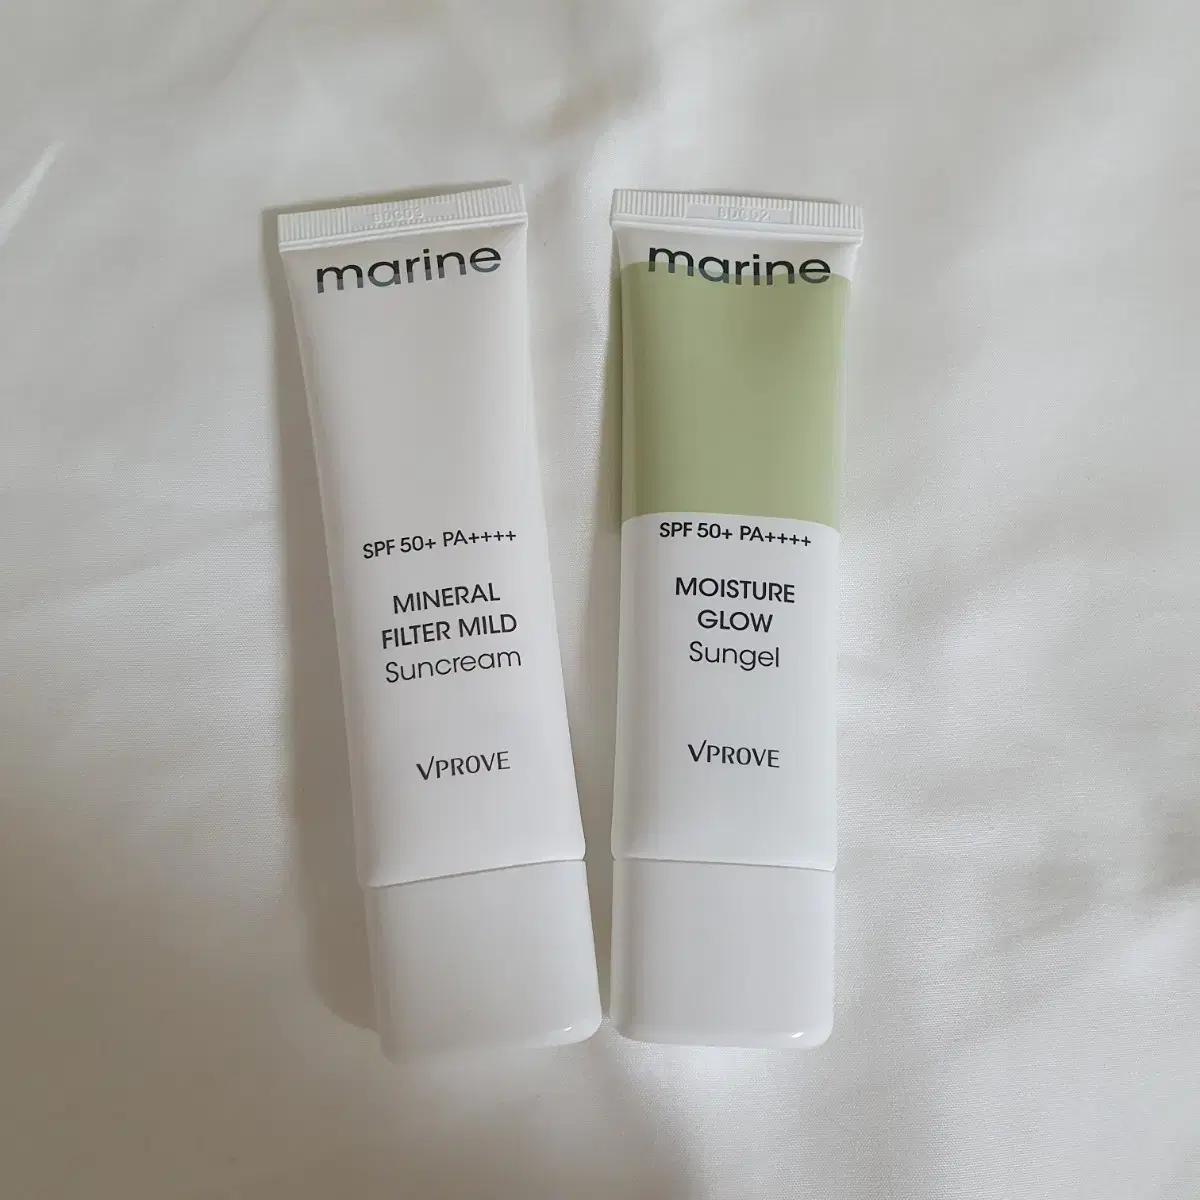 marine
SPF 50+ PA++++
MINERAL
FILTER MILD
Suncream
VPROVE
marine
SPF 50+ PA++++
MOISTURE
GLOW
Sungel
VPROVE